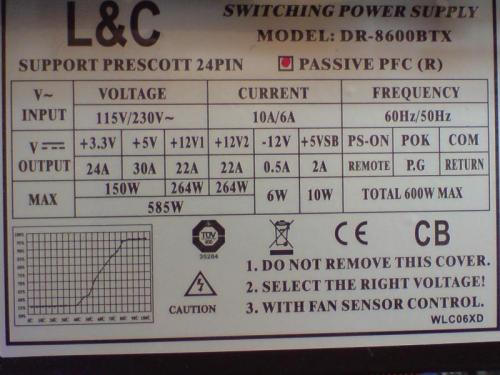 L&C
SWITCHING POWER SUPPLY
MODEL: DR-8600BTX
SUPPORT PRESCOTT 24PIN
PASSIVE PFC (R)
V~ INPUT VOLTAGE CURRENT FREQUENCY
115V/230V~ 10A/6A 60Hz/50Hz
V OUTPUT +3.3V +5V +12V1 +12V2 -12V +5VSB PS-ON POK COM
24A 30A 22A 22A 0.5A 2A REMOTE P.G RETURN
MAX 150W 264W 264W 6W 10W TOTAL 600W MAX
585W
TÜV
35284
CE
CB
CAUTION
1. DO NOT REMOVE THIS COVER.
2. SELECT THE RIGHT VOLTAGE!
3. WITH FAN SENSOR CONTROL.
WLC06XD